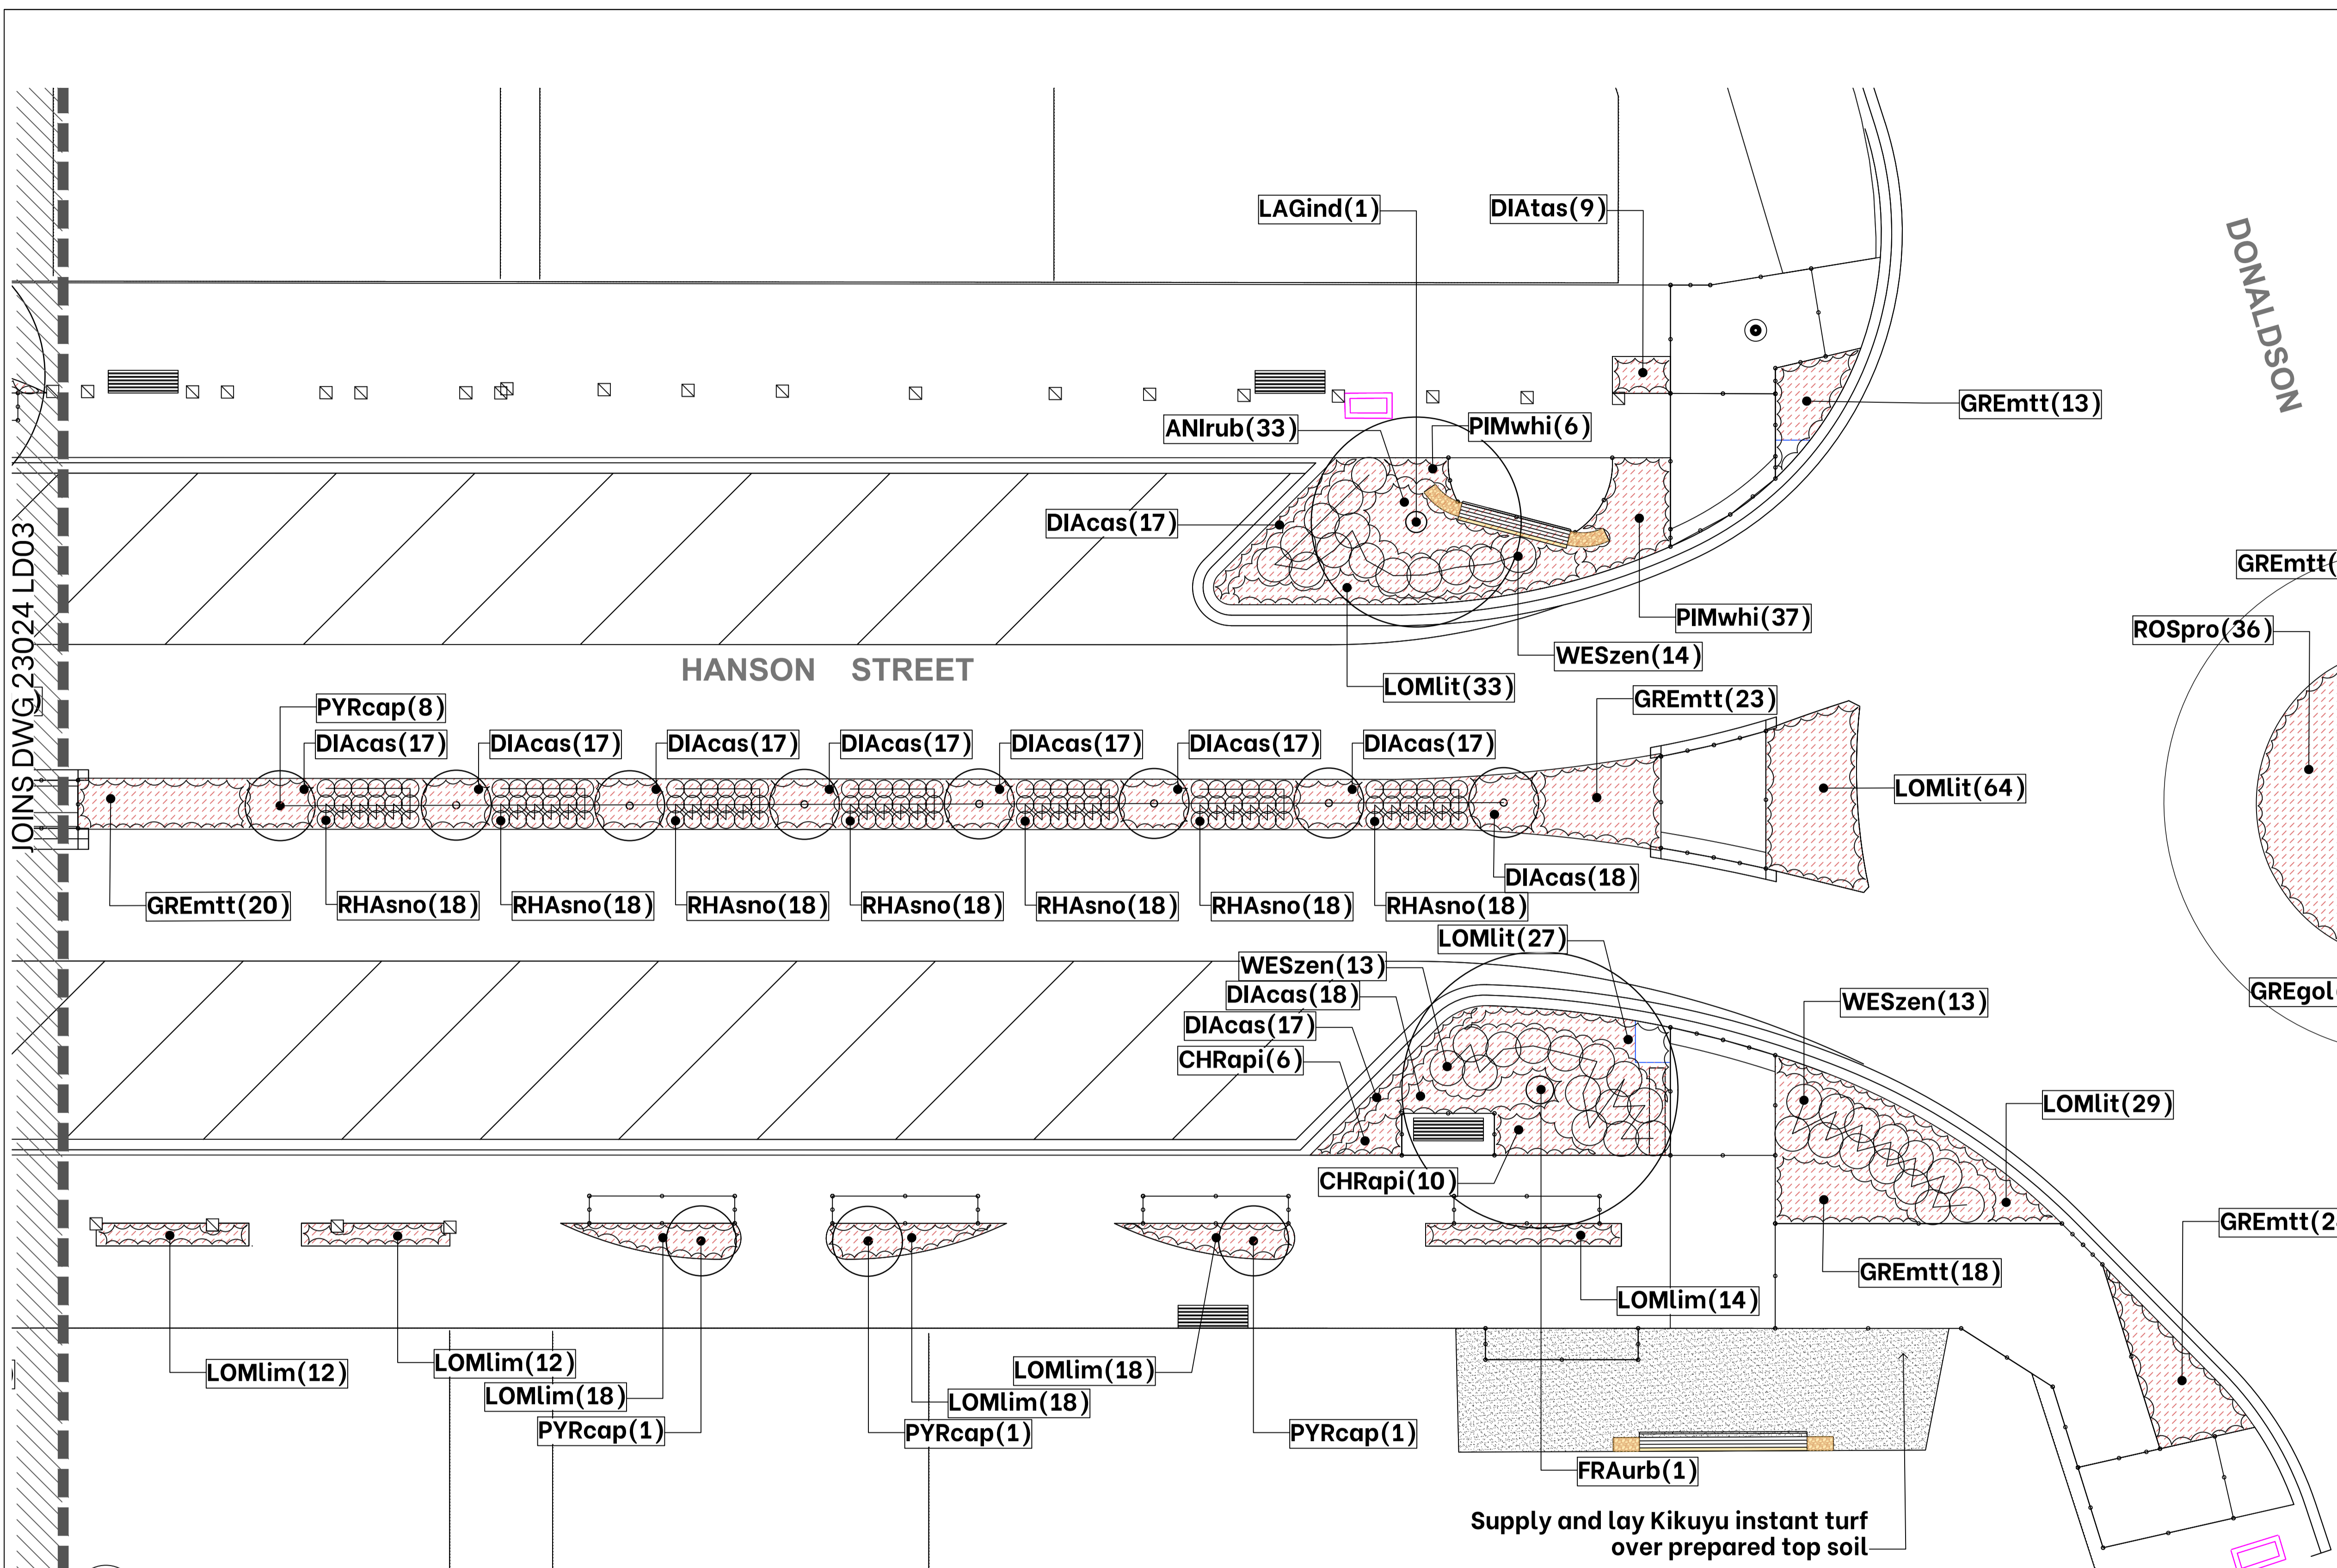 LAGind(1)
DIAtas(9)
DONALDSON
GREmtt(13)
ANIrub(33)
PIMwhi(6)
DIAcas(17)
JOINS DWG 23024 LD03
GREmtt(
ROSpro(36)
PIMwhi(37)
WESzen(14)
HANSON STREET
LOMlit(33)
GREmtt(23)
PYRcap(8)
DIAcas(17)
DIAcas(17)
DIAcas(17)
DIAcas(17)
DIAcas(17)
DIAcas(17)
DIAcas(17)
LOMlit(64)
DIAcas(18)
GREmtt(20)
RHAsno(18)
RHAsno(18)
RHAsno(18)
RHAsno(18)
RHAsno(18)
RHAsno(18)
RHAsno(18)
LOMlit(27)
WESzen(13)
DIAcas(18)
GREgol
WESzen(13)
DIAcas(17)
CHRapi(6)
LOMlit(29)
CHRapi(10)
GREmtt(2
GREmtt(18)
LOMlim(14)
LOMlim(12)
LOMlim(12)
LOMlim(18)
LOMlim(18)
LOMlim(18)
PYRcap(1)
PYRcap(1)
PYRcap(1)
FRAurb(1)
Supply and lay Kikuyu instant turf
over prepared top soil